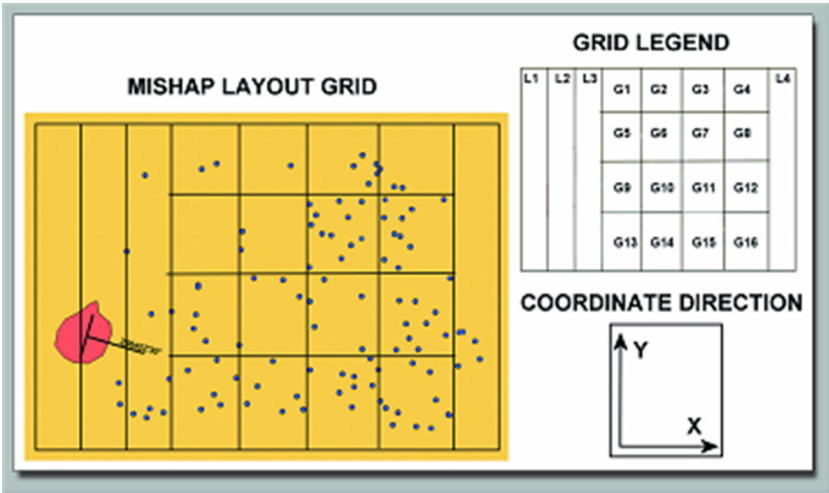 MISHAP LAYOUT GRID
GRID LEGEND
L1 L2 L3 G1 G2 G3 G4 L4
G5 G6 G7 G8
G9 G10 G11 G12
G13 G14 G15 G16
COORDINATE DIRECTION
Y
X